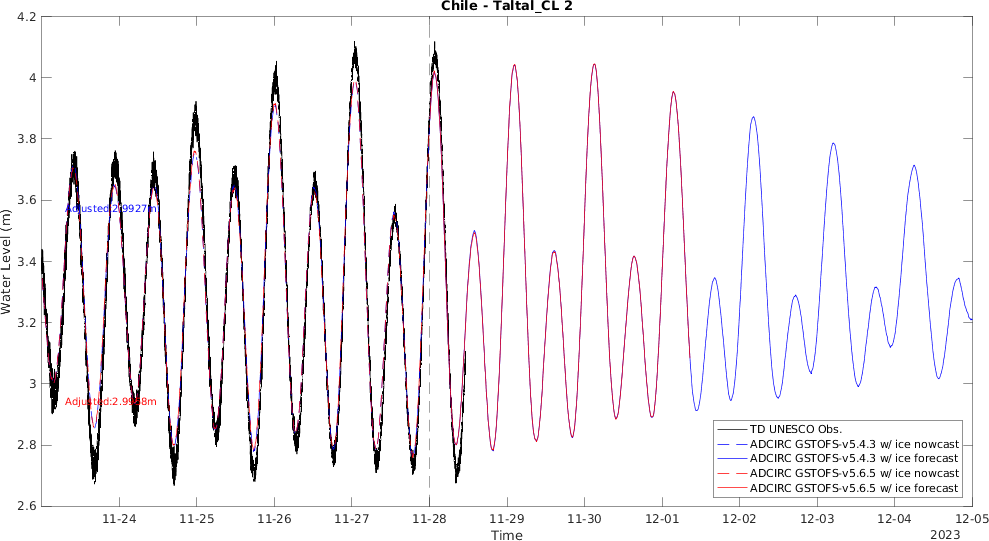 Chile - Taltal_CL 2
4.2
4
3.8
3.6
3.4
3.2
3
2.8
2.6
Water Level (m)
Adjusted:2.9927m
Adjusted:2.9948m
TD UNESCO Obs.
ADCIRC GSTOFS-v5.4.3 w/ ice nowcast
ADCIRC GSTOFS-v5.4.3 w/ ice forecast
ADCIRC GSTOFS-v5.6.5 w/ ice nowcast
ADCIRC GSTOFS-v5.6.5 w/ ice forecast
11-24 11-25 11-26 11-27 11-28 11-29 11-30 12-01 12-02 12-03 12-04 12-05
Time
2023